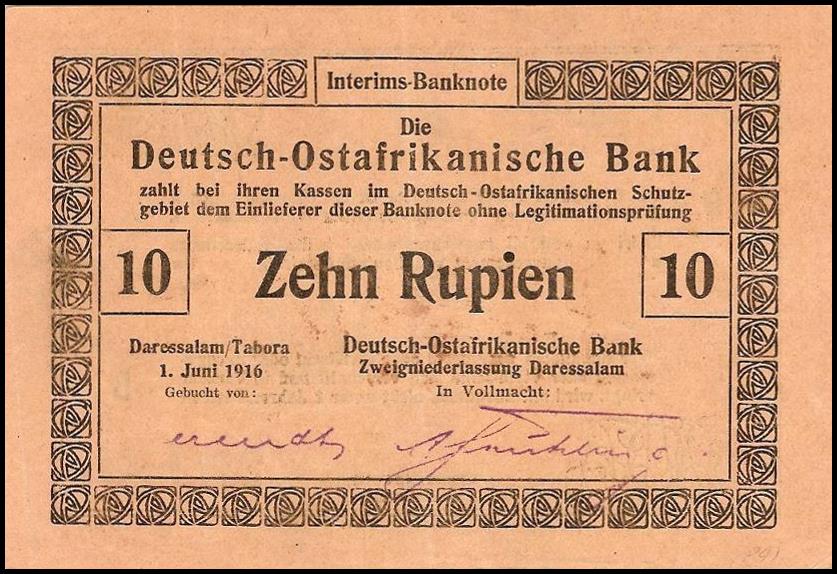 Interims-Banknote
Die
Deutsch-Ostafrikanische Bank
zahlt bei ihren Kassen im Deutsch-Ostafrikanischen Schutz-
gebiet dem Einlieferer dieser Banknote ohne Legitimationsprüfung
10 Zehn Rupien 10
Daressalam/Tabora
1. Juni 1916
Gebucht von:
Deutsch-Ostafrikanische Bank
Zweigniederlassung Daressalam
In Vollmacht: